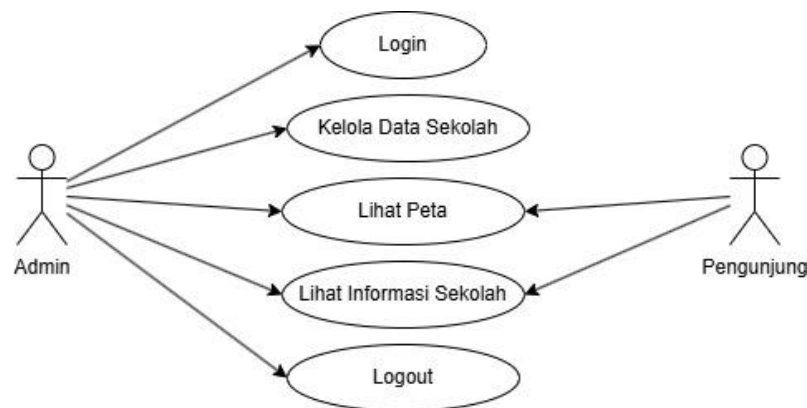 Login
Kelola Data Sekolah
Lihat Peta
Admin
Pengunjung
Lihat Informasi Sekolah
Logout